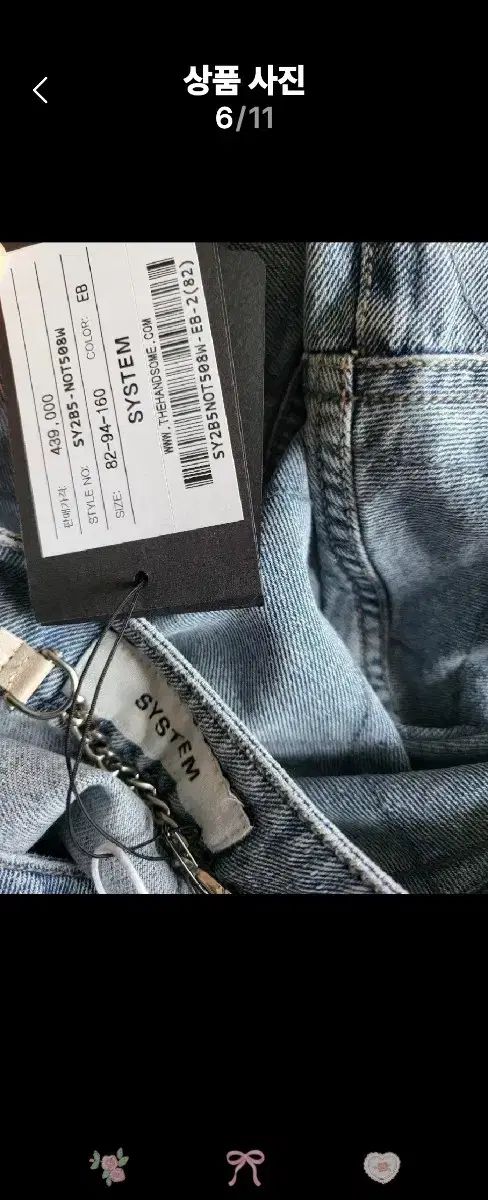 상품 사진
6/11
판매가격: 439,000
STYLE NO: SY2B5-NOT508W
SIZE: 82-94-160 COLOR: EB
SYSTEM
WWW.THEHANDSOME.COM
SY2B5NOT508W-EB-2(82)
SYSTEM